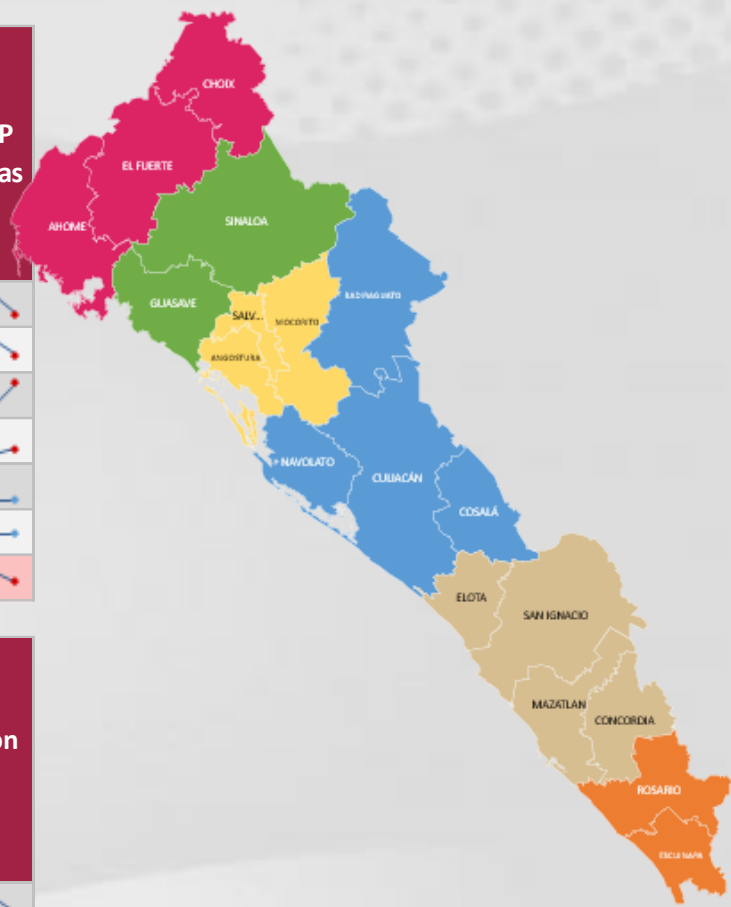 P
as
on
CHOIX
EL FUERTE
AHOME
SINALOA
GUASAVE
BADIRAGUATO
SALV...
MOCORITO
ANGOSTURA
NAVOLATO
CULIACÁN
COSALÁ
ELOTA
SAN IGNACIO
MAZATLAN
CONCORDIA
ROSARIO
ESCUINAPA